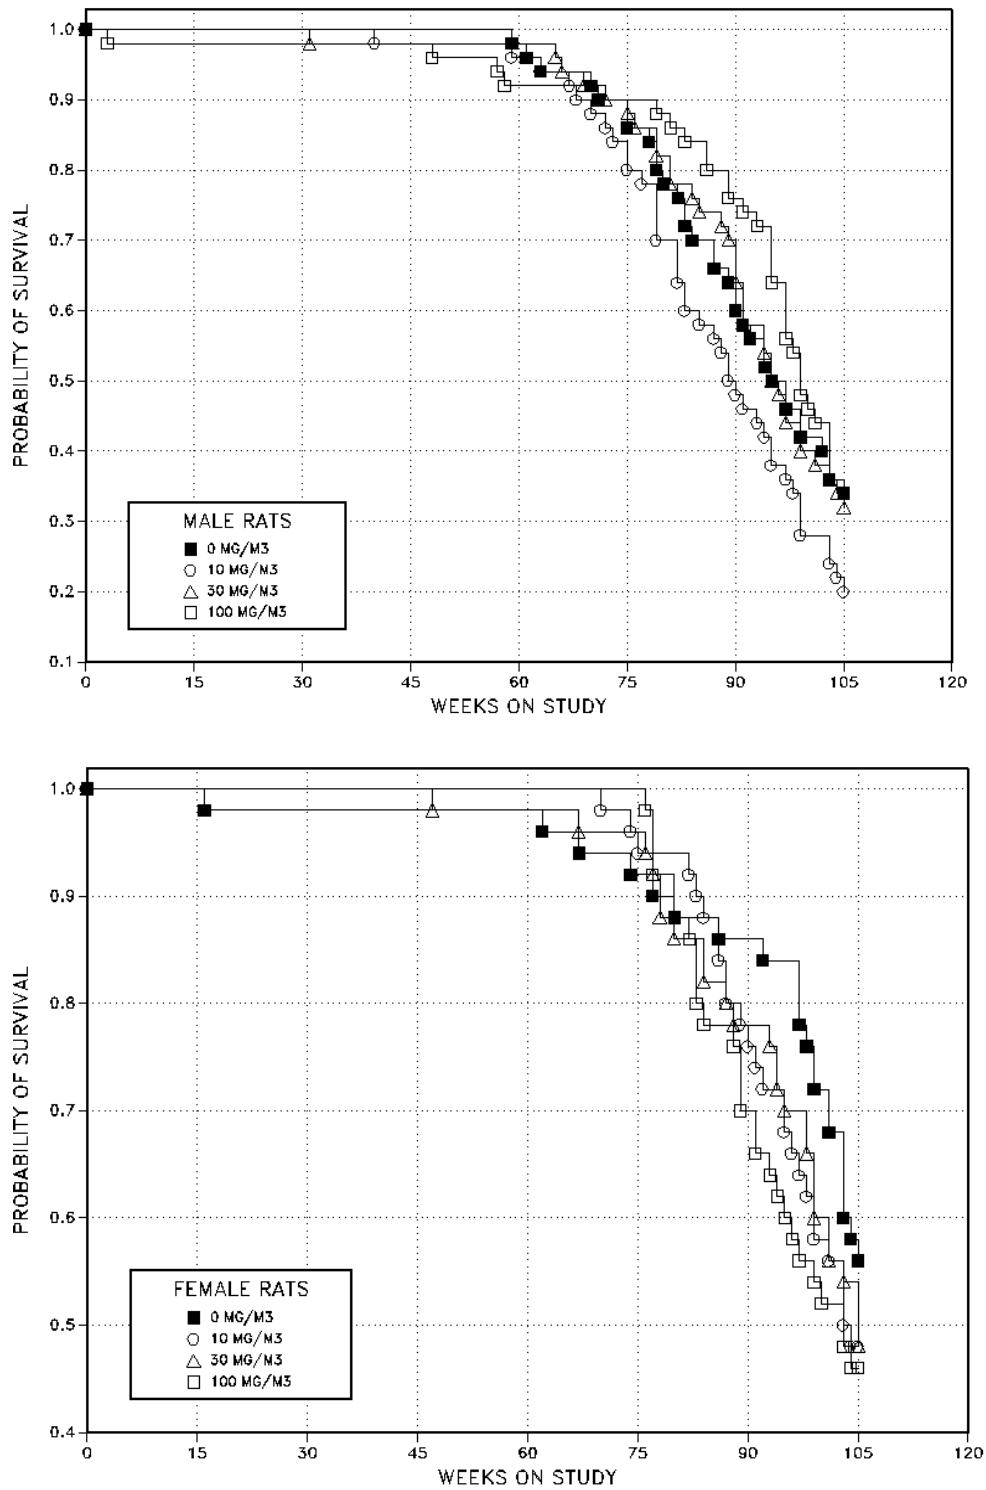 PROBABILITY OF SURVIVAL
1.0
0.9
0.8
0.7
0.6
0.5
0.4
0.3
0.2
0.1
MALE RATS
0 MG/M3
10 MG/M3
30 MG/M3
100 MG/M3
0 15 30 45 60 75 90 105 120
WEEKS ON STUDY
PROBABILITY OF SURVIVAL
1.0
0.9
0.8
0.7
0.6
0.5
0.4
FEMALE RATS
0 MG/M3
10 MG/M3
30 MG/M3
100 MG/M3
0 15 30 45 60 75 90 105 120
WEEKS ON STUDY